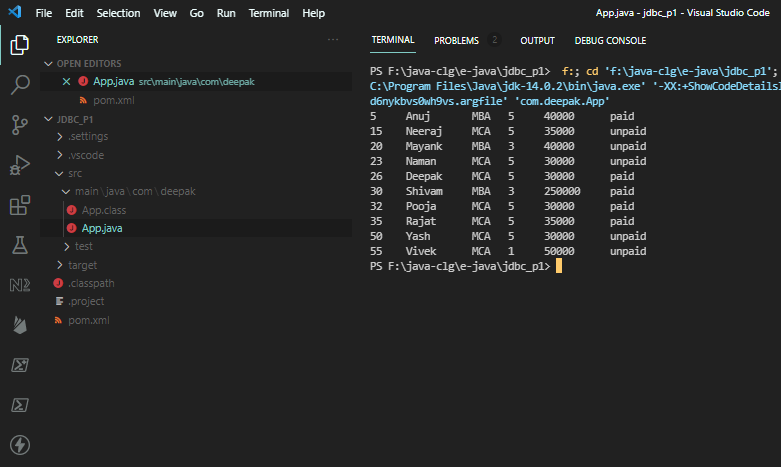 File Edit Selection View Go Run Terminal Help App.java - jdbc_p1 - Visual Studio Code
EXPLORER
OPEN EDITORS
App.java src\main\java\com\deepak
pom.xml
JDBC_P1
.settings
.vscode
src
main\java\com\deepak
App.class
App.java
test
target
.classpath
.project
pom.xml
TERMINAL PROBLEMS 2 OUTPUT DEBUG CONSOLE
PS F:\java-clg\e-java\jdbc_p1> f:; cd 'f:\java-clg\e-java\jdbc_p1';
C:\Program Files\Java\jdk-14.0.2\bin\java.exe' '-XX:+ShowCodeDetailsI
d6nykbvs0wh9vs.argfile' 'com.deepak.App'
5 Anuj MBA 5 40000 paid
15 Neeraj MCA 5 35000 unpaid
20 Mayank MBA 3 40000 unpaid
23 Naman MCA 5 30000 unpaid
26 Deepak MCA 5 30000 paid
30 Shivam MBA 3 250000 paid
32 Pooja MCA 5 30000 paid
35 Rajat MCA 5 35000 paid
50 Yash MCA 5 30000 unpaid
55 Vivek MCA 1 50000 unpaid
PS F:\java-clg\e-java\jdbc_p1>